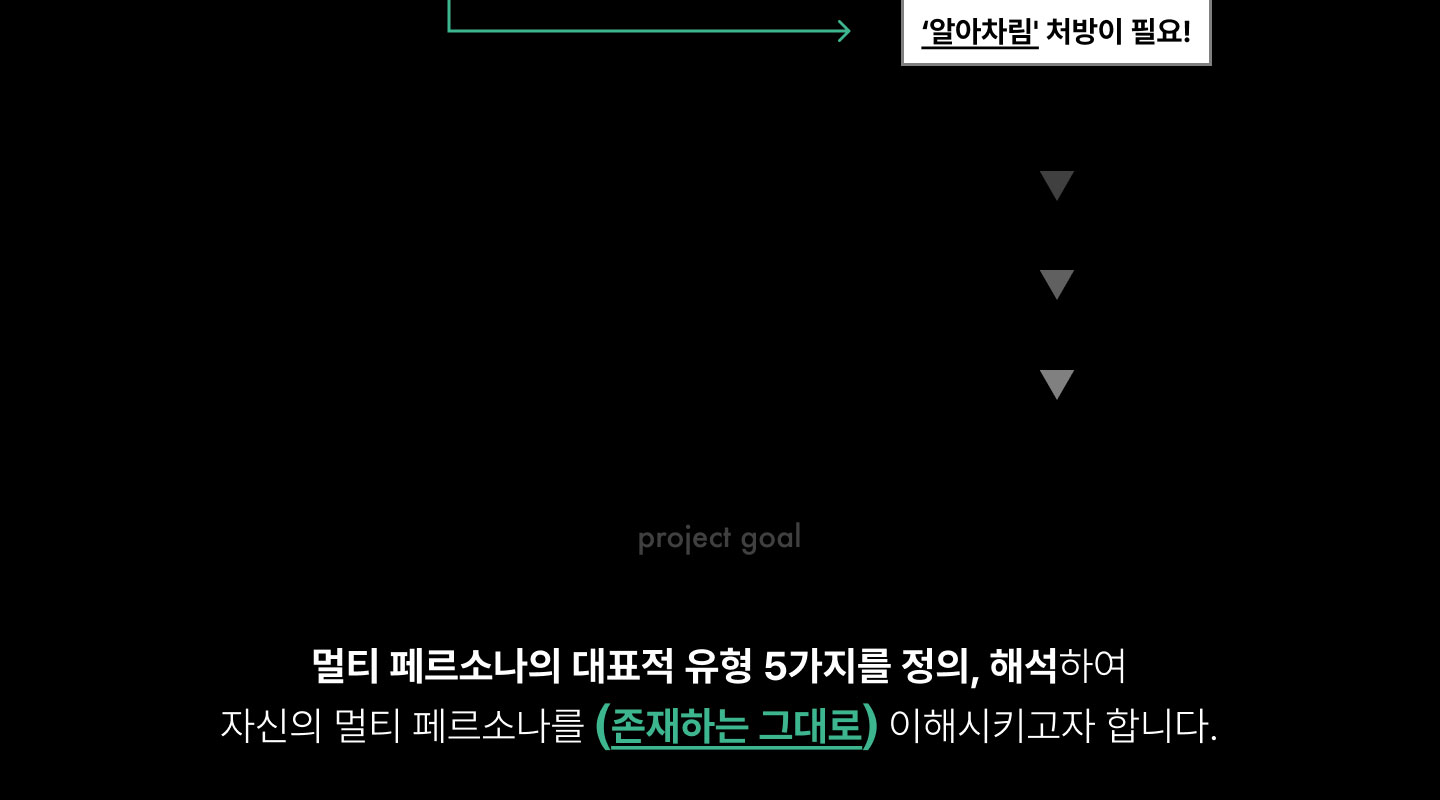 ‘알아차림' 처방이 필요!
project goal
멀티 페르소나의 대표적 유형 5가지를 정의, 해석하여
자신의 멀티 페르소나를 (존재하는 그대로) 이해시키고자 합니다.